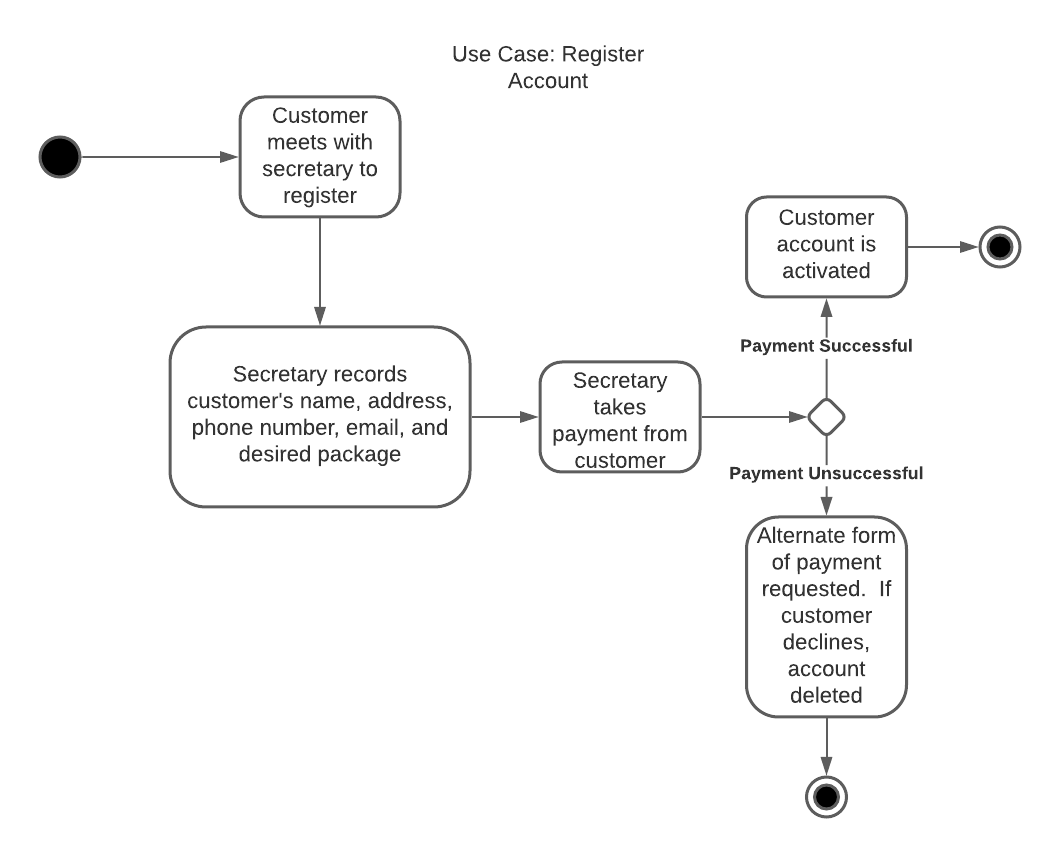 Use Case: Register
Account
Customer
meets with
secretary to
register
Secretary records
customer's name, address,
phone number, email, and
desired package
Secretary
takes
payment from
customer
Customer
account is
activated
Payment Successful
Payment Unsuccessful
Alternate form
of payment
requested.  If
customer
declines,
account
deleted